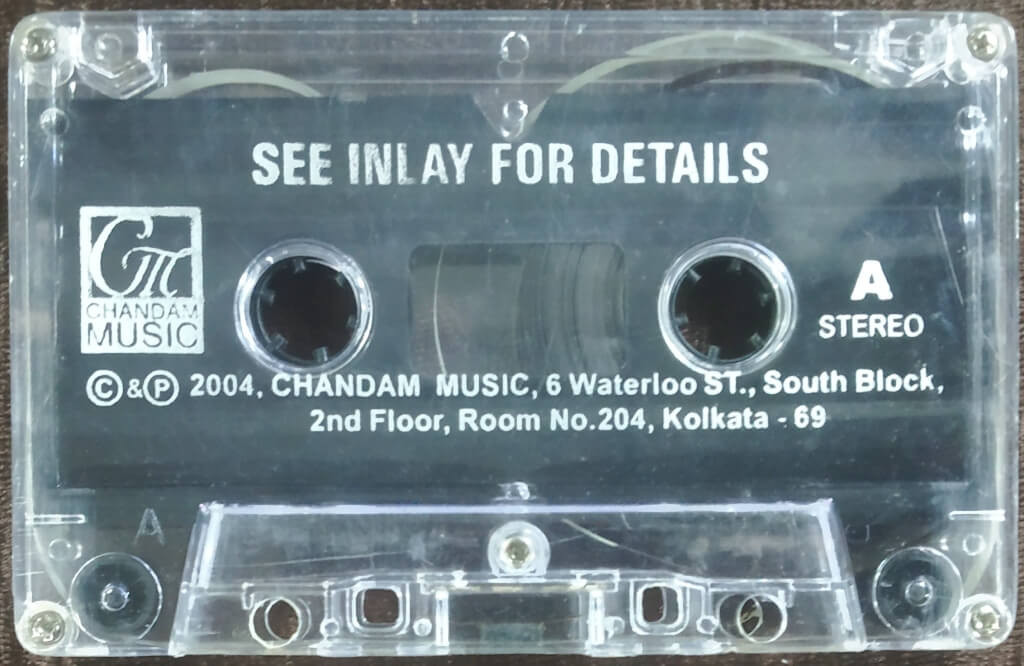 SEE INLAY FOR DETAILS
Cm
CHANDAM
MUSIC
A
STEREO
©&℗ 2004, CHANDAM MUSIC, 6 Waterloo ST., South Block,
2nd Floor, Room No.204, Kolkata - 69
A